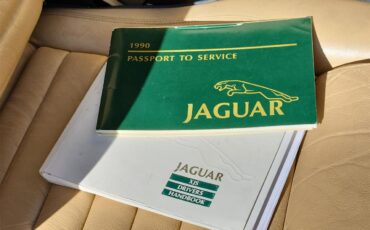 1990
PASSPORT TO SERVICE
JAGUAR
JAGUAR
XJS
DRIVERS
HANDBOOK